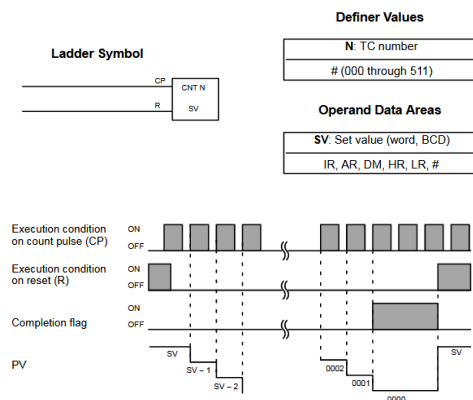 Definer Values
N: TC number
# (000 through 511)
Ladder Symbol
CP
CNT N
R
SV
Operand Data Areas
SV: Set value (word, BCD)
IR, AR, DM, HR, LR, #
Execution condition
on count pulse (CP)
ON
OFF
Execution condition
on reset (R)
ON
OFF
Completion flag
ON
OFF
PV
SV
SV – 1
SV – 2
0002
0001
0000
SV